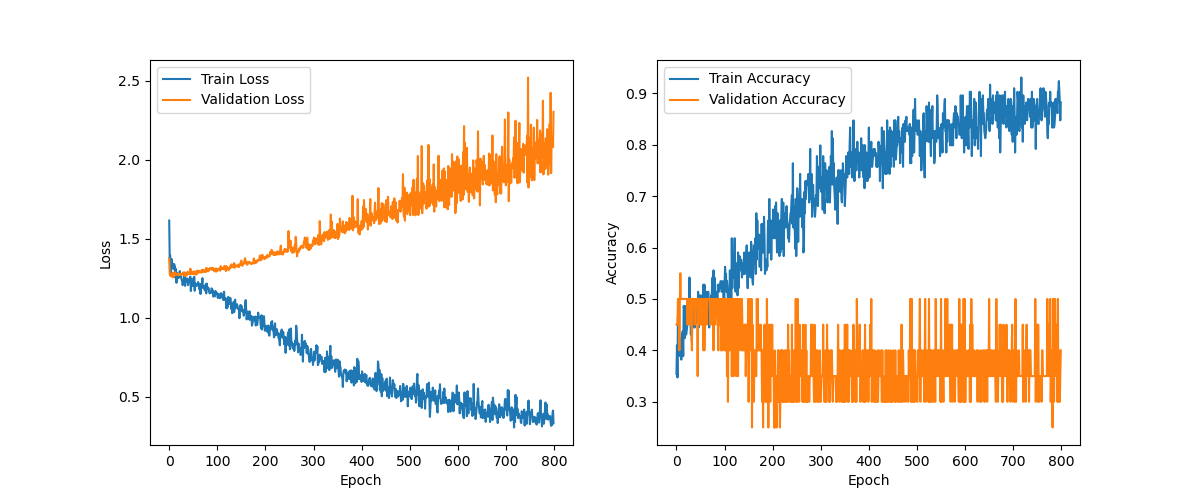 Train Loss
Validation Loss
2.5
2.0
1.5
1.0
0.5
Loss
0 100 200 300 400 500 600 700 800
Epoch
Train Accuracy
Validation Accuracy
0.9
0.8
0.7
0.6
0.5
0.4
0.3
Accuracy
0 100 200 300 400 500 600 700 800
Epoch